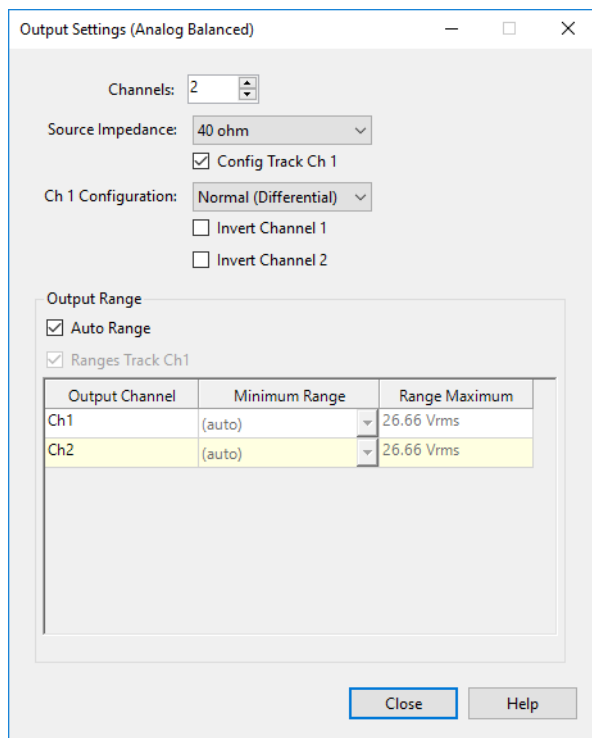 Output Settings (Analog Balanced)
Channels: 2
Source Impedance: 40 ohm
Config Track Ch 1
Ch 1 Configuration: Normal (Differential)
Invert Channel 1
Invert Channel 2
Output Range
Auto Range
Ranges Track Ch1
Output Channel Minimum Range Range Maximum
Ch1 (auto) 26.66 Vrms
Ch2 (auto) 26.66 Vrms
Close Help